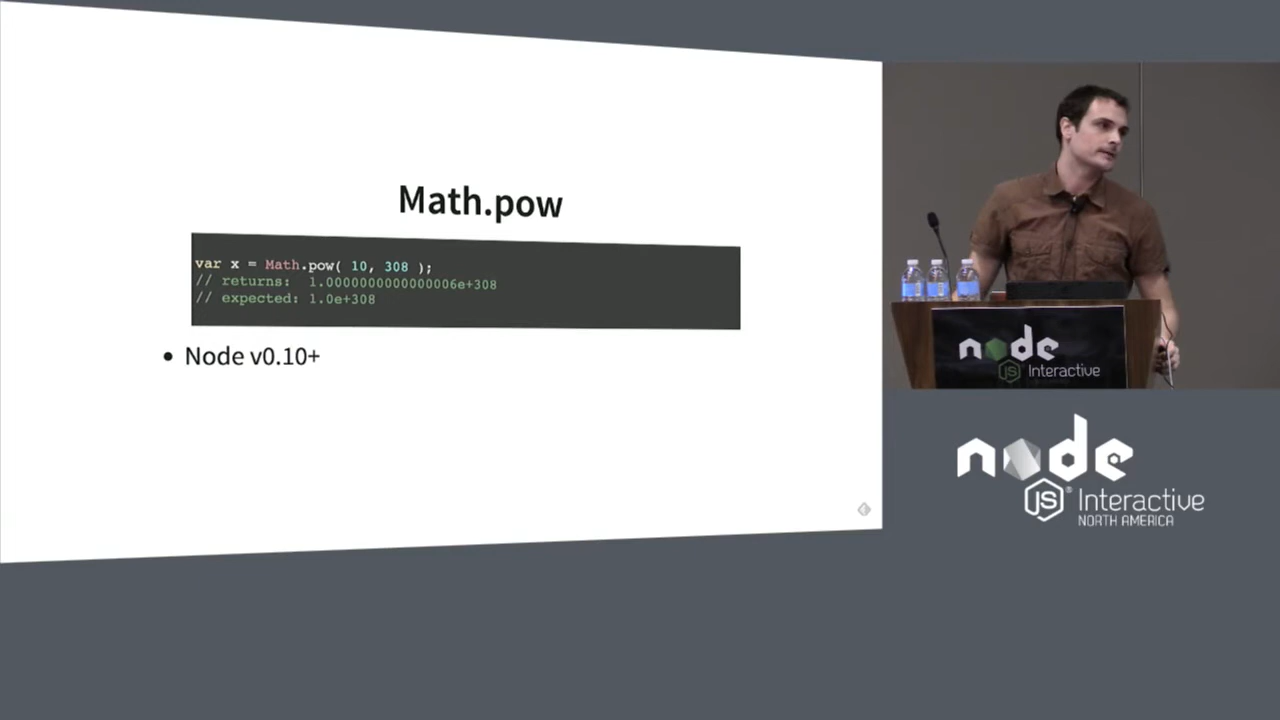 Math.pow
var x = Math.pow( 10, 308 );
// returns:  1.0000000000000006e+308
// expected: 1.0e+308
• Node v0.10+
node
JS Interactive
node
JS® Interactive
NORTH AMERICA